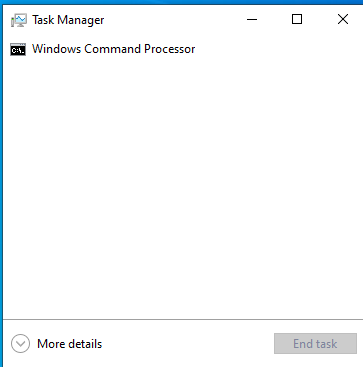 Task Manager
C:\.
Windows Command Processor
More details
End task